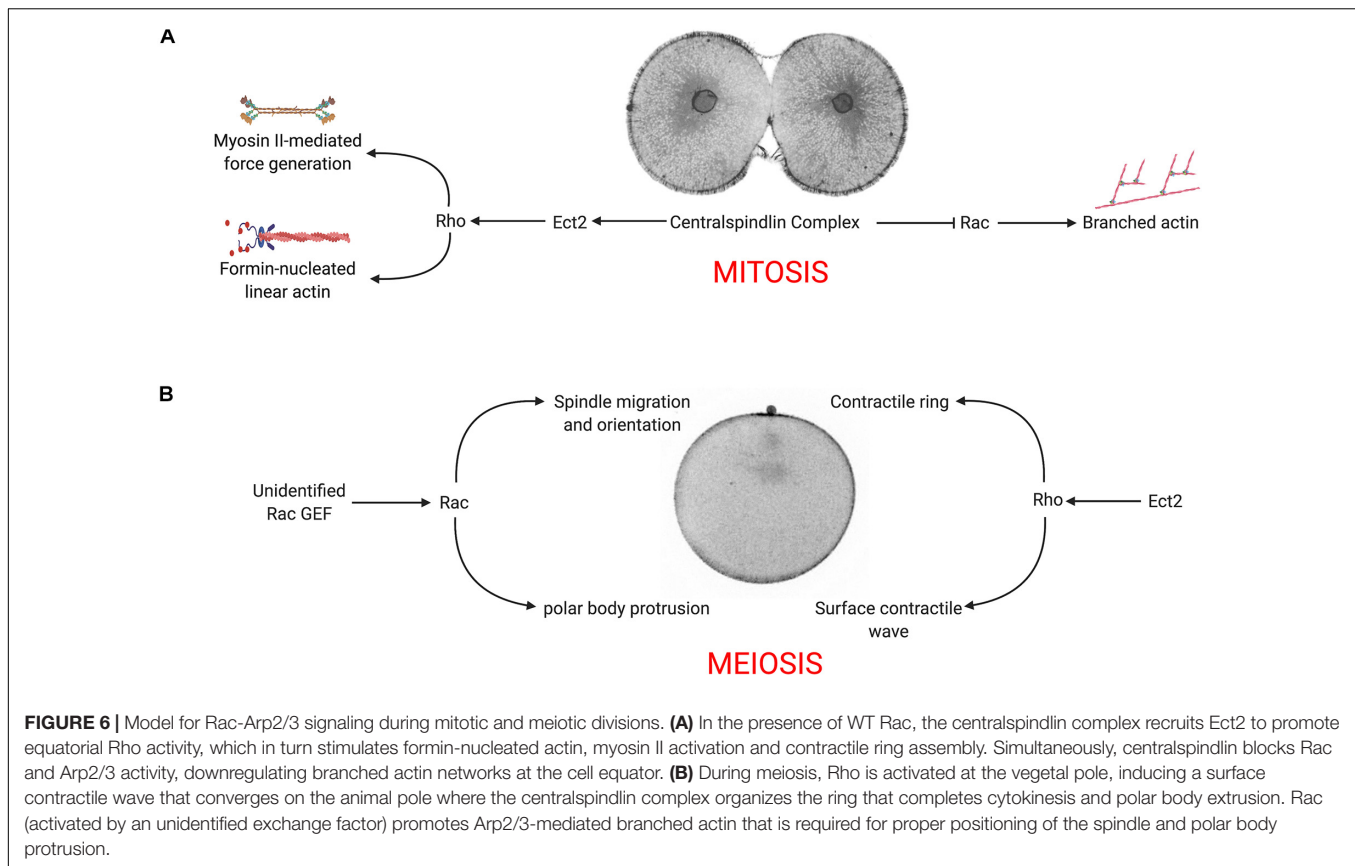 A
Myosin II-mediated
force generation
Formin-nucleated
linear actin
Rho
Ect2
Centralspindlin Complex
Rac
Branched actin
MITOSIS
B
Spindle migration
and orientation
Contractile ring
Unidentified
Rac GEF
Rac
Rho
Ect2
polar body protrusion
Surface contractile
wave
MEIOSIS
FIGURE 6 | Model for Rac-Arp2/3 signaling during mitotic and meiotic divisions. (A) In the presence of WT Rac, the centralspindlin complex recruits Ect2 to promote
equatorial Rho activity, which in turn stimulates formin-nucleated actin, myosin II activation and contractile ring assembly. Simultaneously, centralspindlin blocks Rac
and Arp2/3 activity, downregulating branched actin networks at the cell equator. (B) During meiosis, Rho is activated at the vegetal pole, inducing a surface
contractile wave that converges on the animal pole where the centralspindlin complex organizes the ring that completes cytokinesis and polar body extrusion. Rac
(activated by an unidentified exchange factor) promotes Arp2/3-mediated branched actin that is required for proper positioning of the spindle and polar body
protrusion.